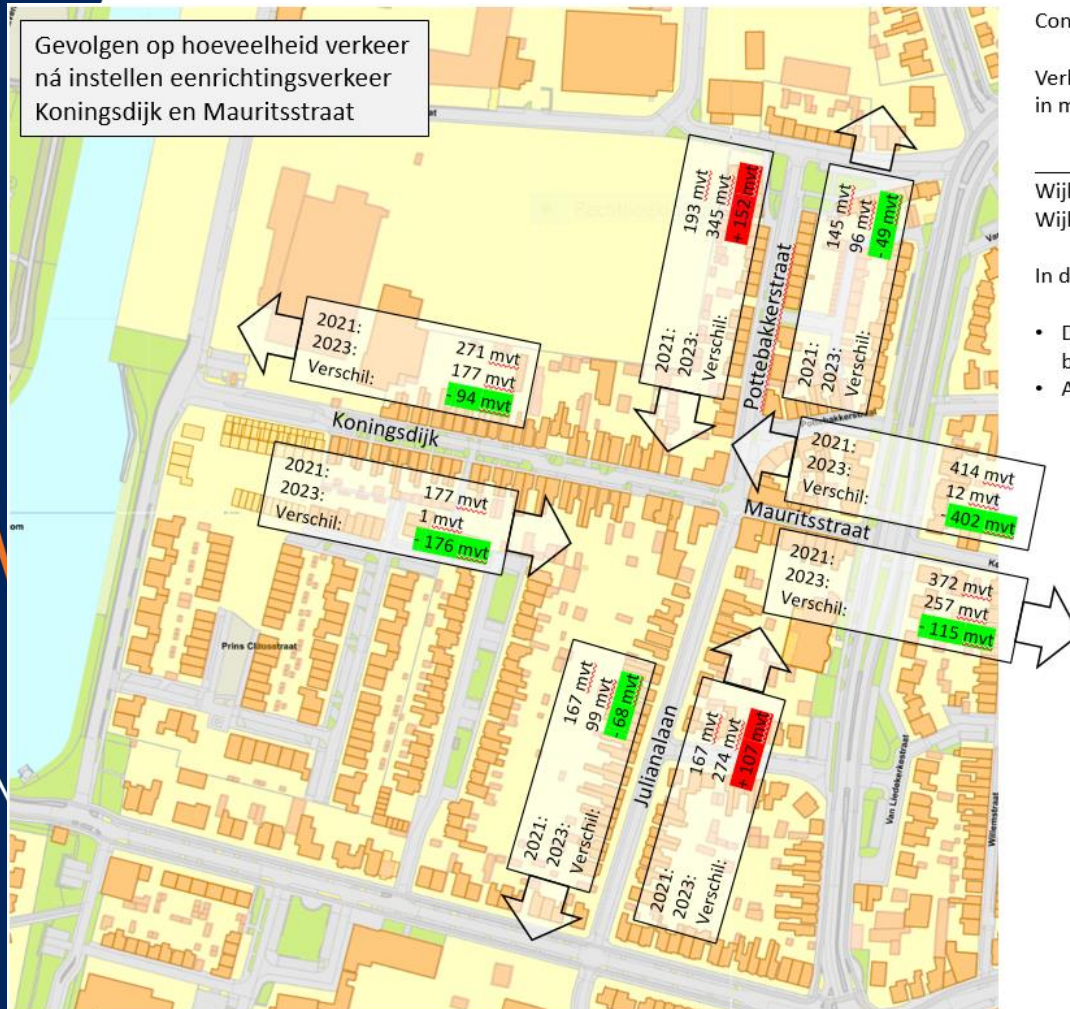 Gevolgen op hoeveelheid verkeer
ná instellen eenrichtingsverkeer
Koningsdijk en Mauritsstraat
2021: 271 mvt
2023: 177 mvt
Verschil: - 94 mvt
Koningsdijk
2021: 177 mvt
2023: 1 mvt
Verschil: - 176 mvt
2021: 193 mvt
2023: 345 mvt
Verschil: + 152 mvt
Pottebakkerstraat
2021: 145 mvt
2023: 96 mvt
Verschil: - 49 mvt
Pottebakkerstraat
2021: 414 mvt
2023: 12 mvt
Verschil: - 402 mvt
Mauritsstraat
2021: 372 mvt
2023: 257 mvt
Verschil: - 115 mvt
2021: 167 mvt
2023: 99 mvt
Verschil: - 68 mvt
Julianalaan
2021: 167 mvt
2023: 274 mvt
Verschil: + 107 mvt
Prins Clausstraat
Van Liedekerkestraat
Willemstraat
Con
in m
Wijl
Wijl
In d
• D
b
• A